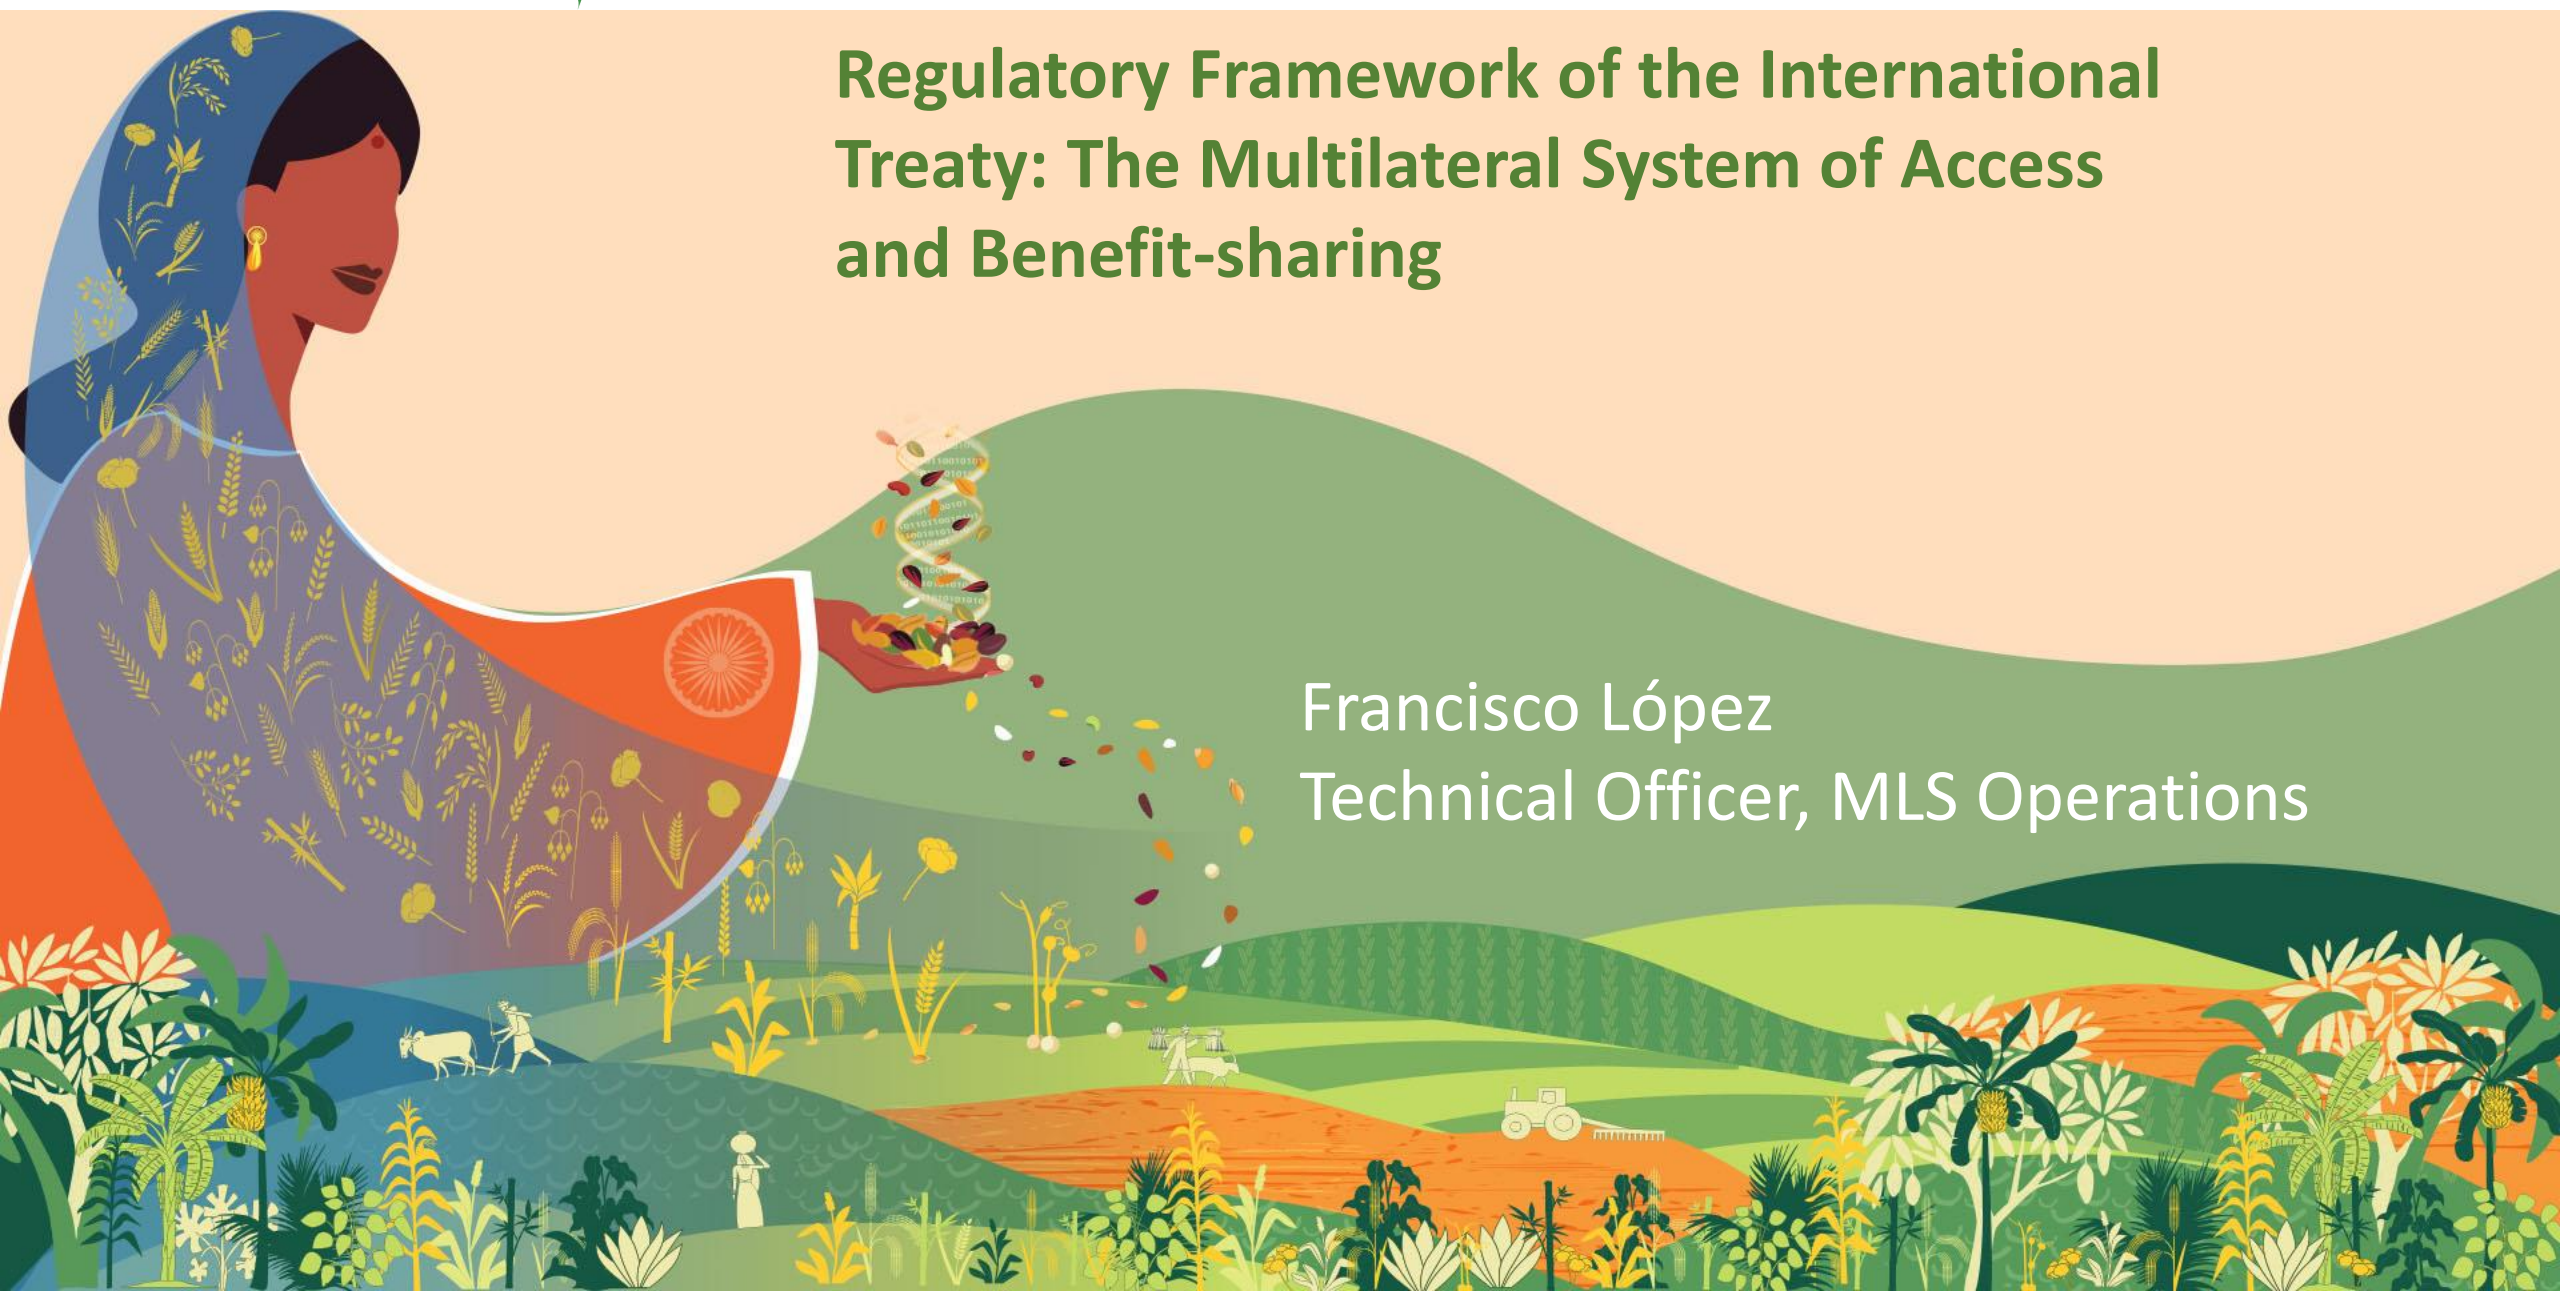 Regulatory Framework of the International
Treaty: The Multilateral System of Access
and Benefit-sharing
Francisco López
Technical Officer, MLS Operations